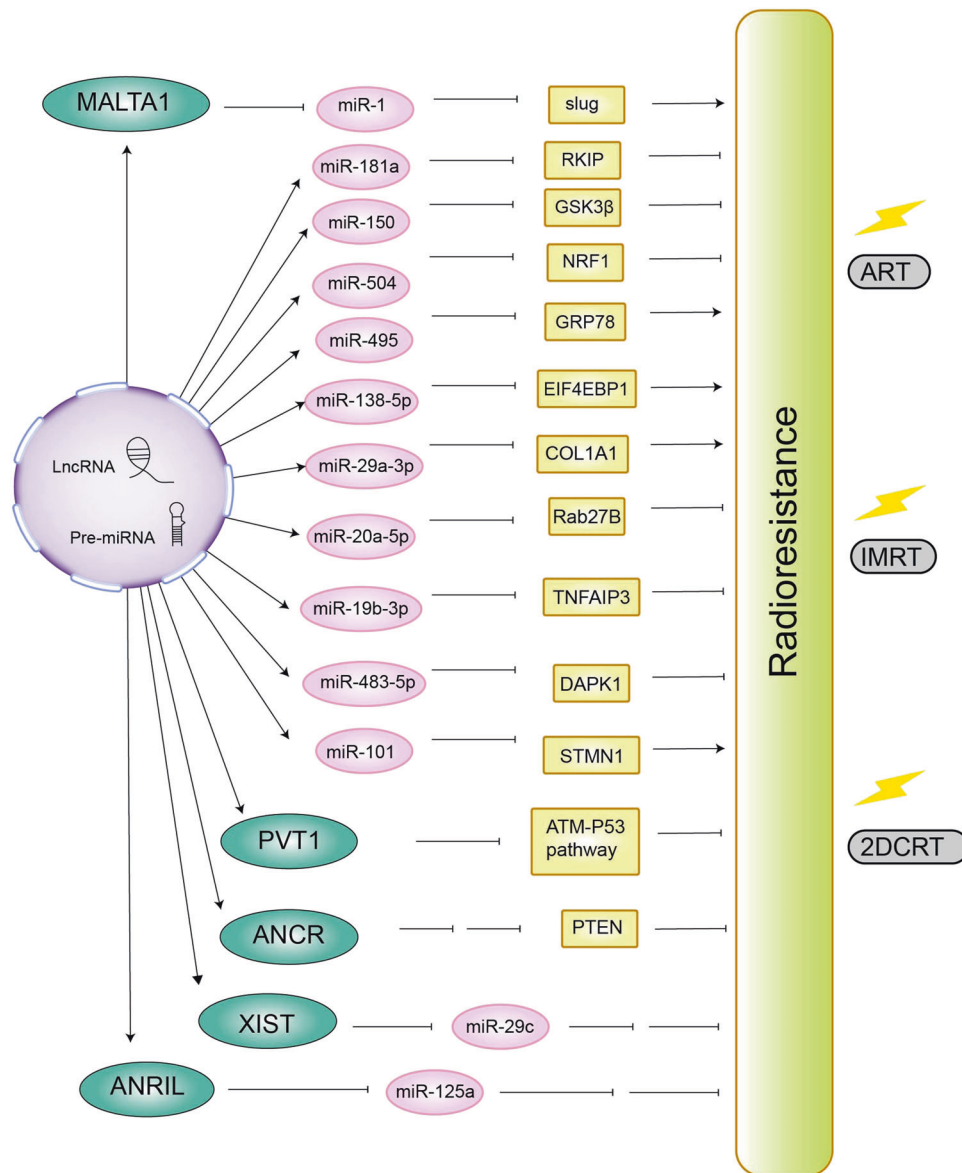 MALTA1
miR-1
slug
miR-181a
RKIP
miR-150
GSK3β
miR-504
NRF1
miR-495
GRP78
miR-138-5p
EIF4EBP1
miR-29a-3p
COL1A1
miR-20a-5p
Rab27B
miR-19b-3p
TNFAIP3
miR-483-5p
DAPK1
miR-101
STMN1
LncRNA
Pre-miRNA
PVT1
ATM-P53
pathway
ANCR
PTEN
XIST
miR-29c
ANRIL
miR-125a
Radioresistance
ART
IMRT
2DCRT